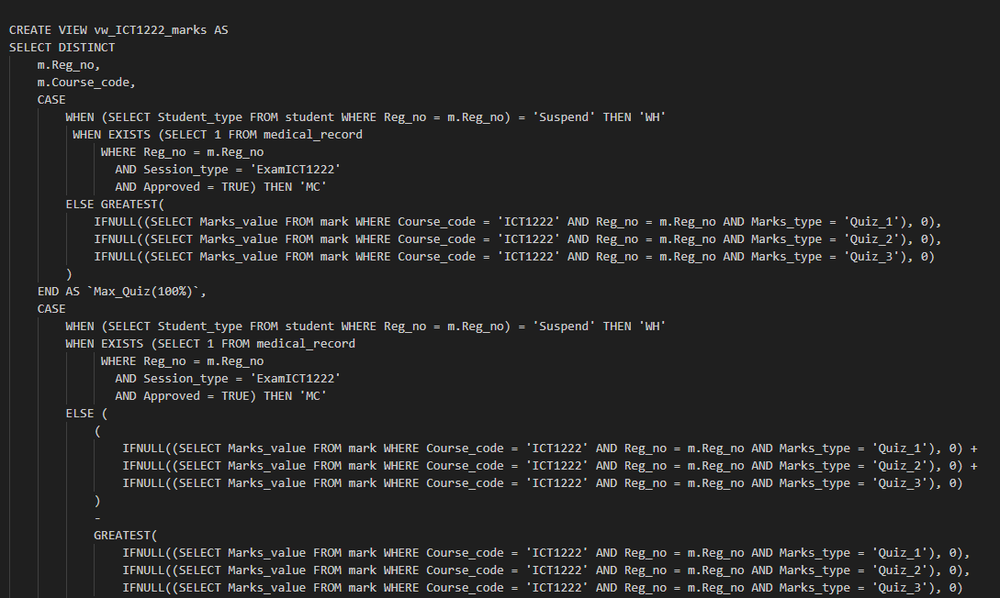 CREATE VIEW vw_ICT1222_marks AS
SELECT DISTINCT
m.Reg_no,
m.Course_code,
CASE
WHEN (SELECT Student_type FROM student WHERE Reg_no = m.Reg_no) = 'Suspend' THEN 'WH'
WHEN EXISTS (SELECT 1 FROM medical_record
WHERE Reg_no = m.Reg_no
AND Session_type = 'ExamICT1222'
AND Approved = TRUE) THEN 'MC'
ELSE GREATEST(
IFNULL((SELECT Marks_value FROM mark WHERE Course_code = 'ICT1222' AND Reg_no = m.Reg_no AND Marks_type = 'Quiz_1'), 0),
IFNULL((SELECT Marks_value FROM mark WHERE Course_code = 'ICT1222' AND Reg_no = m.Reg_no AND Marks_type = 'Quiz_2'), 0),
IFNULL((SELECT Marks_value FROM mark WHERE Course_code = 'ICT1222' AND Reg_no = m.Reg_no AND Marks_type = 'Quiz_3'), 0)
)
END AS `Max_Quiz(100%)`,
CASE
WHEN (SELECT Student_type FROM student WHERE Reg_no = m.Reg_no) = 'Suspend' THEN 'WH'
WHEN EXISTS (SELECT 1 FROM medical_record
WHERE Reg_no = m.Reg_no
AND Session_type = 'ExamICT1222'
AND Approved = TRUE) THEN 'MC'
ELSE (
(
IFNULL((SELECT Marks_value FROM mark WHERE Course_code = 'ICT1222' AND Reg_no = m.Reg_no AND Marks_type = 'Quiz_1'), 0) +
IFNULL((SELECT Marks_value FROM mark WHERE Course_code = 'ICT1222' AND Reg_no = m.Reg_no AND Marks_type = 'Quiz_2'), 0) +
IFNULL((SELECT Marks_value FROM mark WHERE Course_code = 'ICT1222' AND Reg_no = m.Reg_no AND Marks_type = 'Quiz_3'), 0)
)
-
GREATEST(
IFNULL((SELECT Marks_value FROM mark WHERE Course_code = 'ICT1222' AND Reg_no = m.Reg_no AND Marks_type = 'Quiz_1'), 0),
IFNULL((SELECT Marks_value FROM mark WHERE Course_code = 'ICT1222' AND Reg_no = m.Reg_no AND Marks_type = 'Quiz_2'), 0),
IFNULL((SELECT Marks_value FROM mark WHERE Course_code = 'ICT1222' AND Reg_no = m.Reg_no AND Marks_type = 'Quiz_3'), 0)